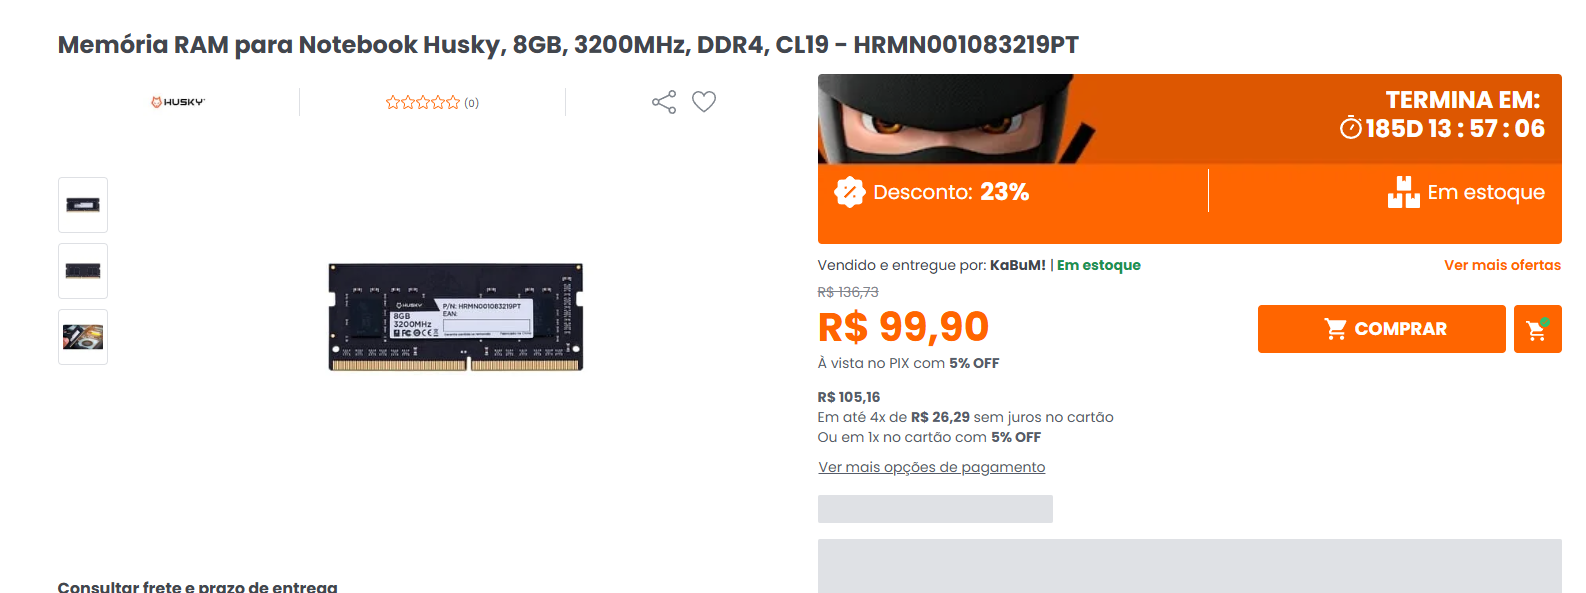 Memória RAM para Notebook Husky, 8GB, 3200MHz, DDR4, CL19 - HRMN001083219PT
HUSKY
(0)
TERMINA EM:
185D 13 : 57 : 06
Desconto: 23%
Em estoque
Vendido e entregue por: KaBuM! | Em estoque
Ver mais ofertas
R$ 136,73
R$ 99,90
COMPRAR
À vista no PIX com 5% OFF
R$ 105,16
Em até 4x de R$ 26,29 sem juros no cartão
Ou em 1x no cartão com 5% OFF
Ver mais opções de pagamento
HUSKY
8GB
3200MHz
P/N: HRMN001083219PT
EAN:
Consultar frete e prazo de entrega